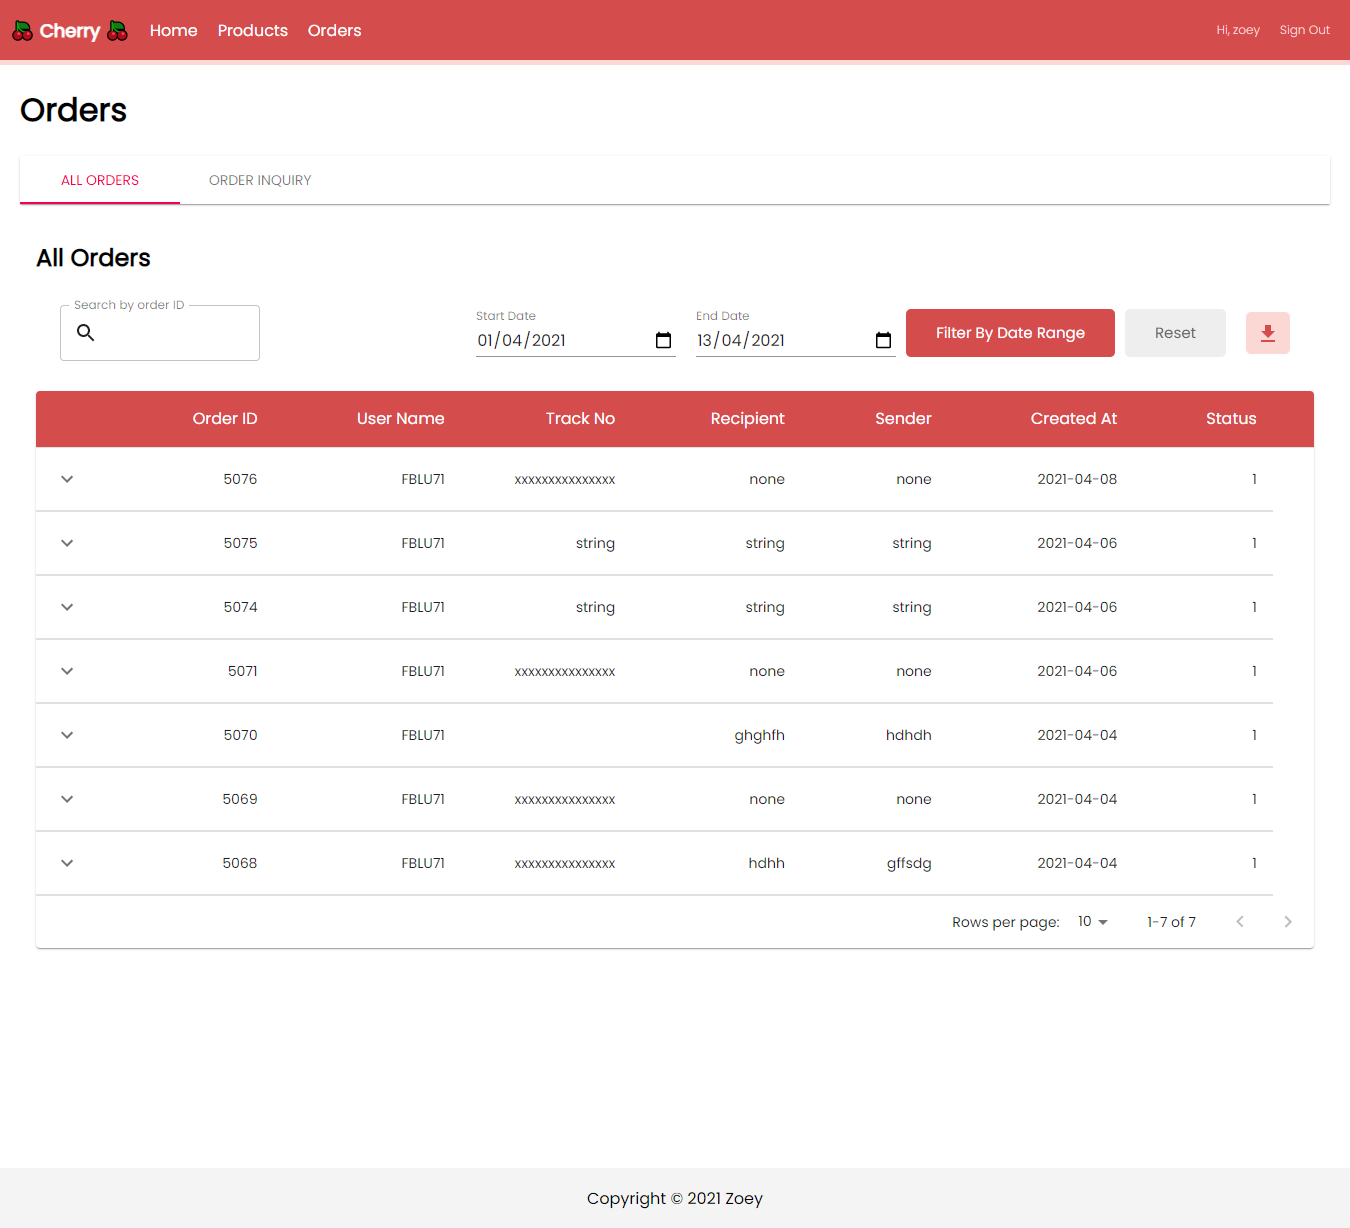 Cherry Home Products Orders Hi, zoey Sign Out
Orders
ALL ORDERS ORDER INQUIRY
All Orders
Search by order ID
Start Date End Date
01/04/2021 13/04/2021 Filter By Date Range Reset
Order ID User Name Track No Recipient Sender Created At Status
5076 FBLU71 xxxxxxxxxxxxxxx none none 2021-04-08 1
5075 FBLU71 string string string 2021-04-06 1
5074 FBLU71 string string string 2021-04-06 1
5071 FBLU71 xxxxxxxxxxxxxxx none none 2021-04-06 1
5070 FBLU71 ghghfh hdhdh 2021-04-04 1
5069 FBLU71 xxxxxxxxxxxxxxx none none 2021-04-04 1
5068 FBLU71 xxxxxxxxxxxxxxx hdhh gffsdg 2021-04-04 1
Rows per page: 10 1-7 of 7
Copyright © 2021 Zoey